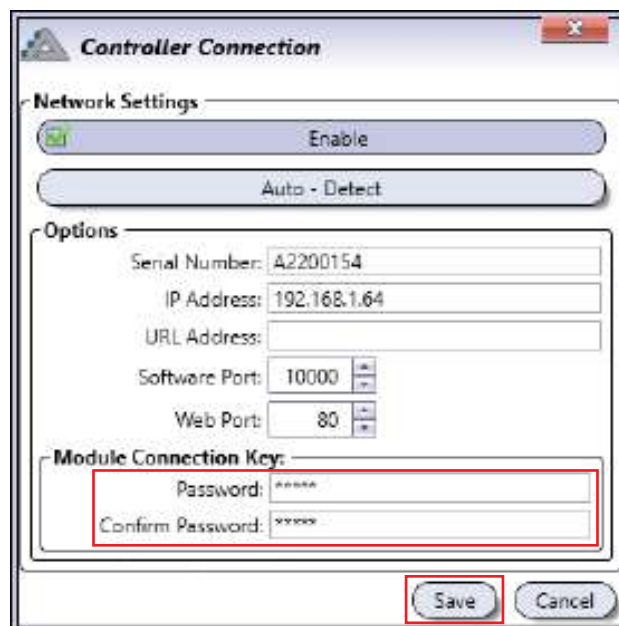 Controller Connection
Network Settings
Enable
Auto - Detect
Options
Serial Number: A2200154
IP Address: 192.168.1.64
URL Address:
Software Port: 10000
Web Port: 80
Module Connection Key:
Password: *****
Confirm Password: *****
Save Cancel